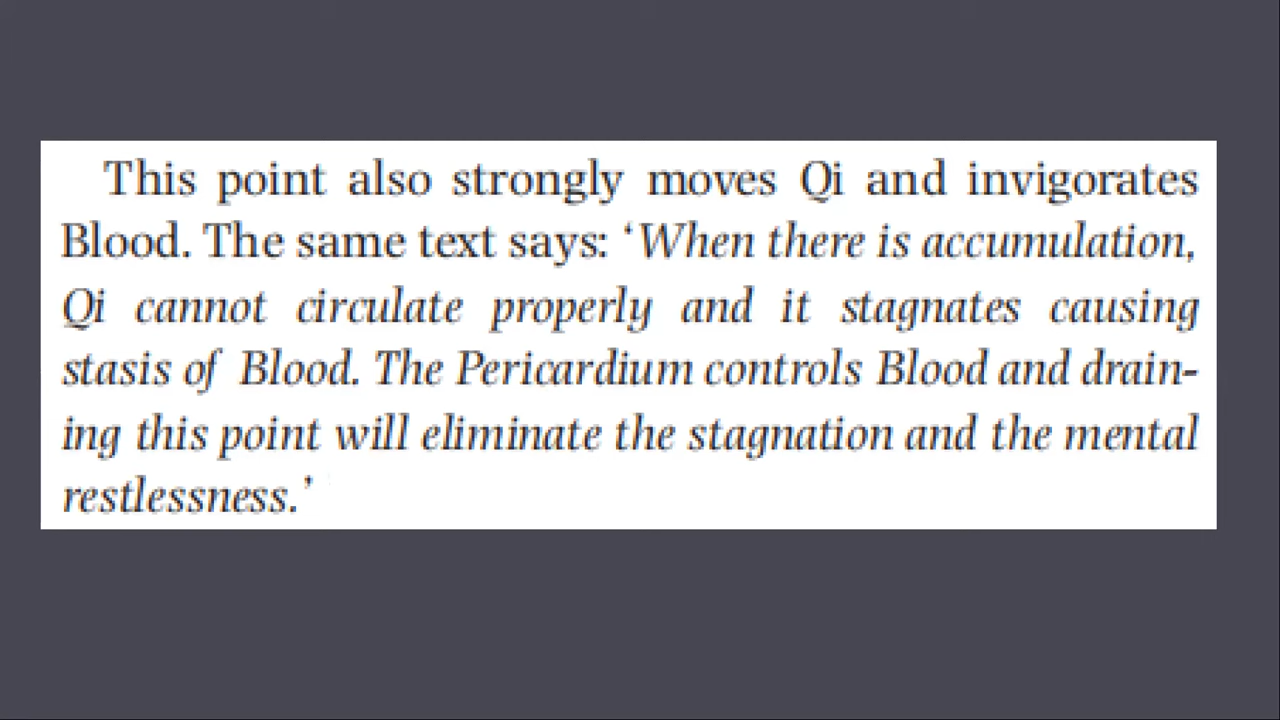 This point also strongly moves Qi and invigorates
Blood. The same text says: ‘When there is accumulation,
Qi cannot circulate properly and it stagnates causing
stasis of Blood. The Pericardium controls Blood and drain-
ing this point will eliminate the stagnation and the mental
restlessness.’